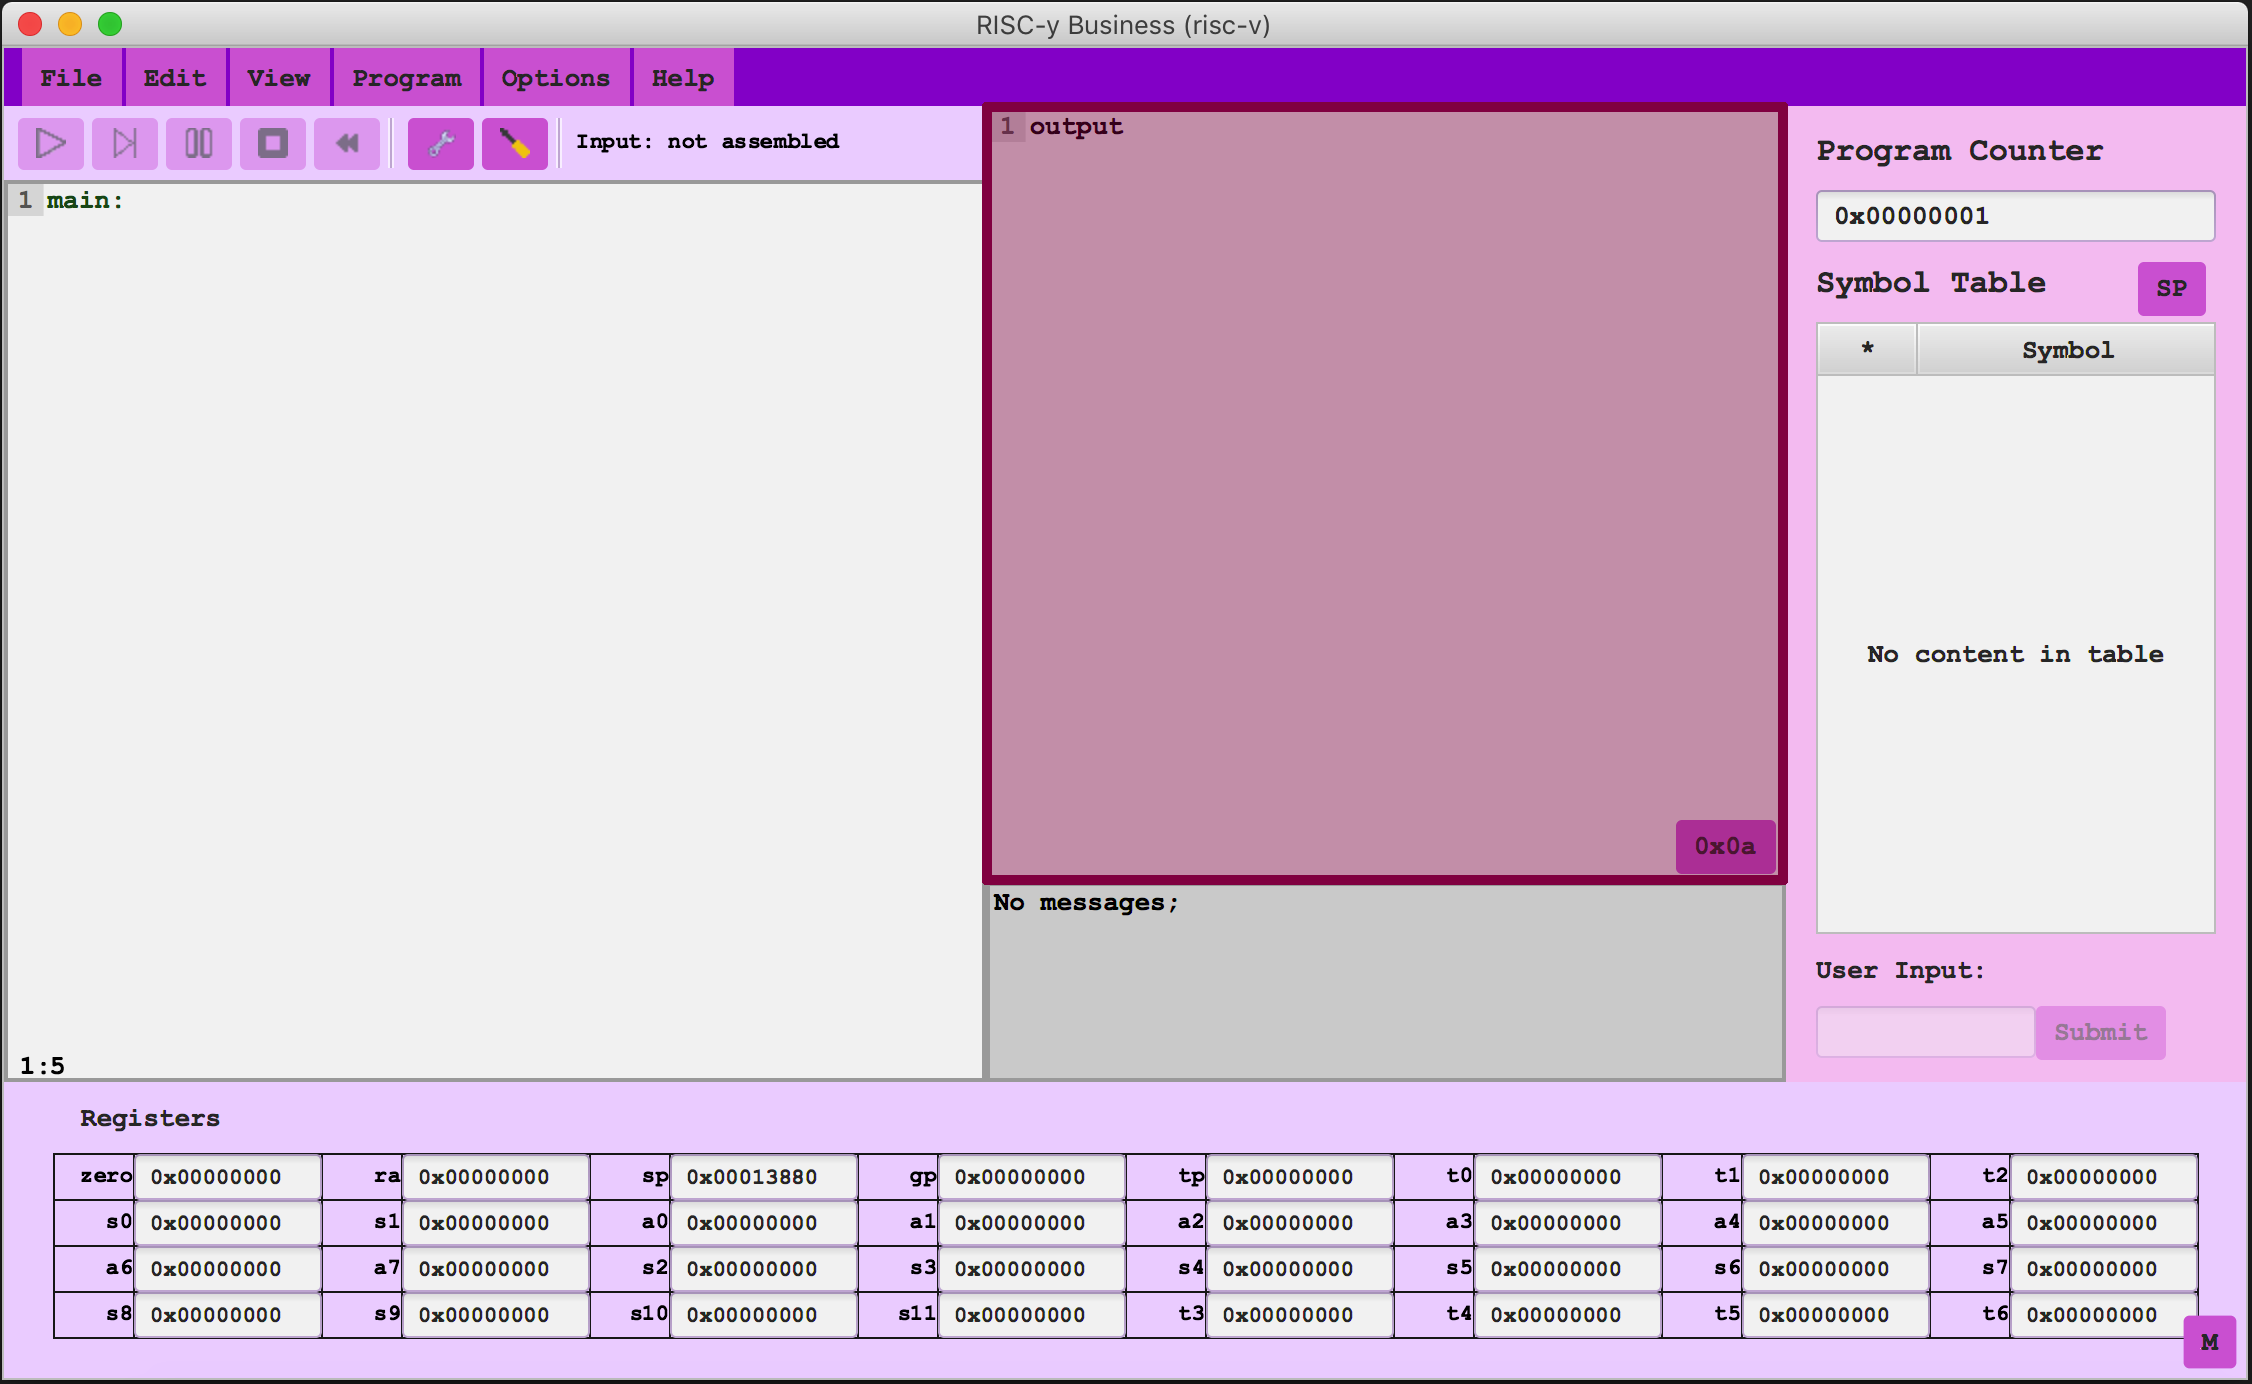 RISC-y Business (risc-v)
File Edit View Program Options Help
Input: not assembled
1 main:
1:5
1 output
0x0a
No messages;
Program Counter
0x00000001
Symbol Table SP
* Symbol
No content in table
User Input:
Submit
Registers
zero 0x00000000 ra 0x00000000 sp 0x00013880 gp 0x00000000 tp 0x00000000 t0 0x00000000 t1 0x00000000 t2 0x00000000
s0 0x00000000 s1 0x00000000 a0 0x00000000 a1 0x00000000 a2 0x00000000 a3 0x00000000 a4 0x00000000 a5 0x00000000
a6 0x00000000 a7 0x00000000 s2 0x00000000 s3 0x00000000 s4 0x00000000 s5 0x00000000 s6 0x00000000 s7 0x00000000
s8 0x00000000 s9 0x00000000 s10 0x00000000 s11 0x00000000 t3 0x00000000 t4 0x00000000 t5 0x00000000 t6 0x00000000
M